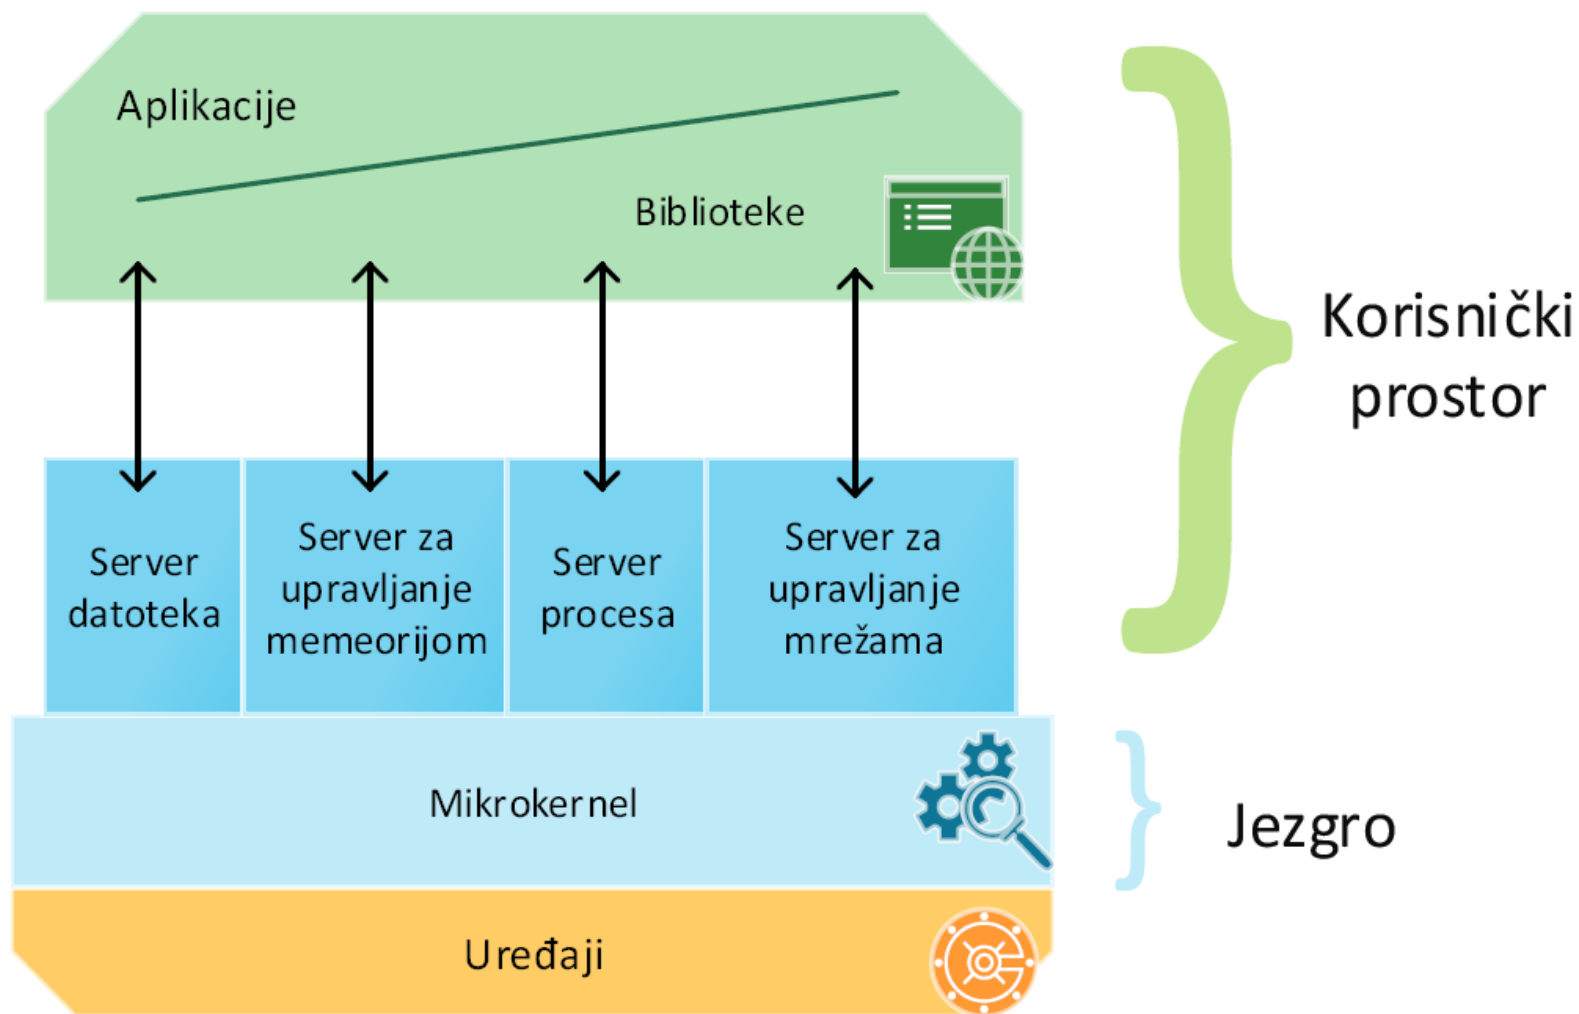 Aplikacije
Biblioteke
Korisnički
prostor
Server
datoteka
Server za
upravljanje
memeorijom
Server
procesa
Server za
upravljanje
mrežama
Mikrokernel
Jezgro
Uređaji